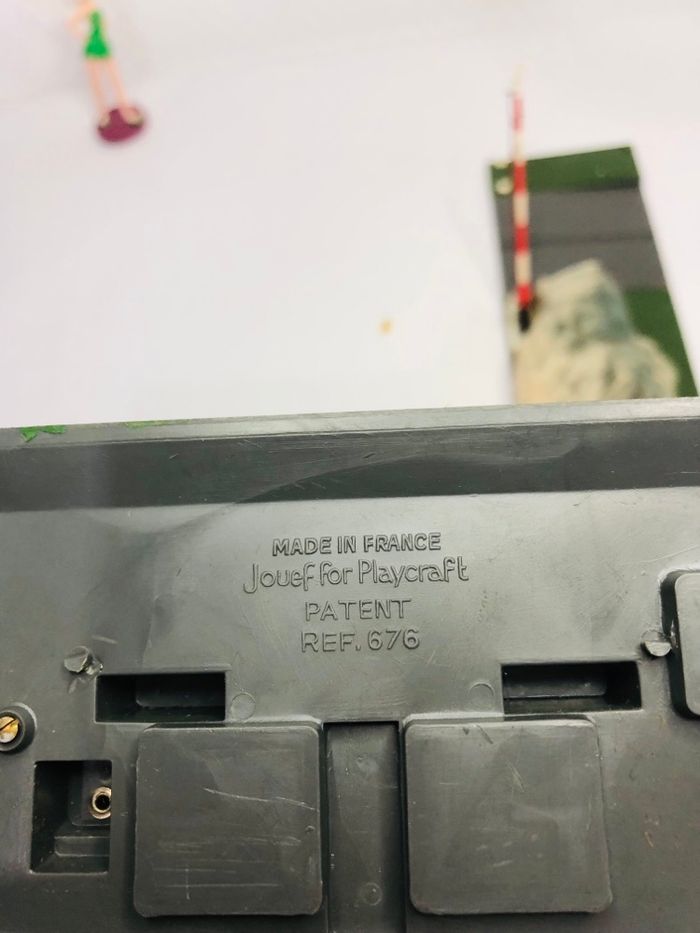 MADE IN FRANCE
Jouef for Playcraft
PATENT
REF. 676